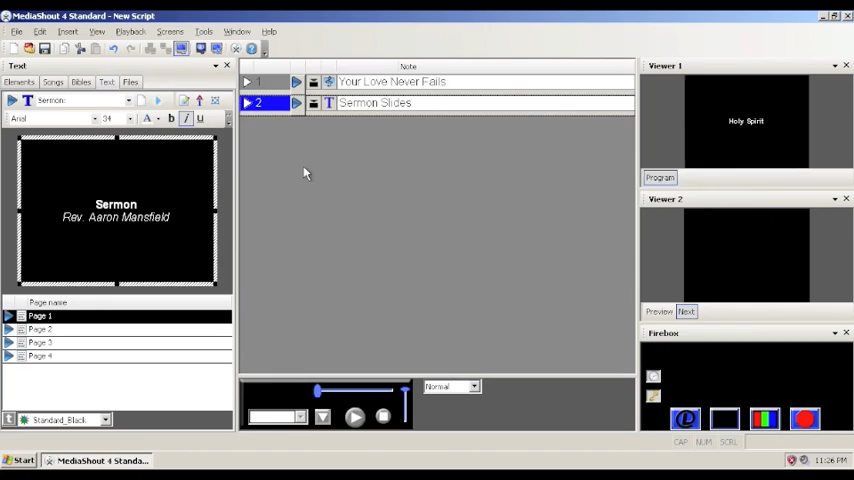 MediaShout 4 Standard - New Script
File Edit Insert View Playback Screens Tools Window Help
Text
Elements Songs Bibles Text Files
T Sermon:
Arial 34 A b i U
Sermon
Rev. Aaron Mansfield
Page name
Page 1
Page 2
Page 3
Page 4
t Standard_Black
Note
1 Your Love Never Fails
2 T Sermon Slides
Normal
Viewer 1
Holy Spirit
Program
Viewer 2
Preview Next
Firebox
CAP NUM SCRL
Start MediaShout 4 Standa... 11:26 PM